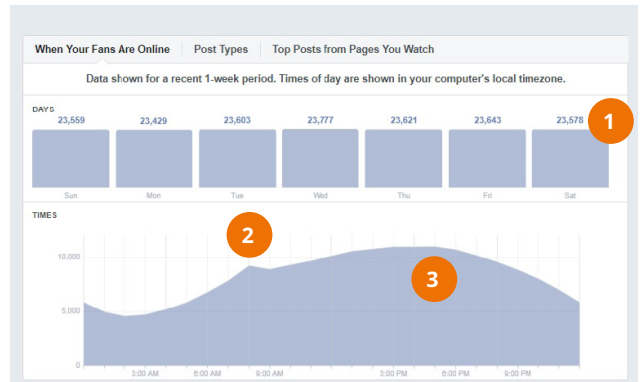 When Your Fans Are Online Post Types Top Posts from Pages You Watch
Data shown for a recent 1-week period. Times of day are shown in your computer's local timezone.
DAYS
23,559 23,429 23,603 23,777 23,621 23,643 23,578 1
Sun Mon Tue Wed Thu Fri Sat
TIMES
2
10,000
3
5,000
0
3:00 AM 6:00 AM 9:00 AM 3:00 PM 6:00 PM 9:00 PM